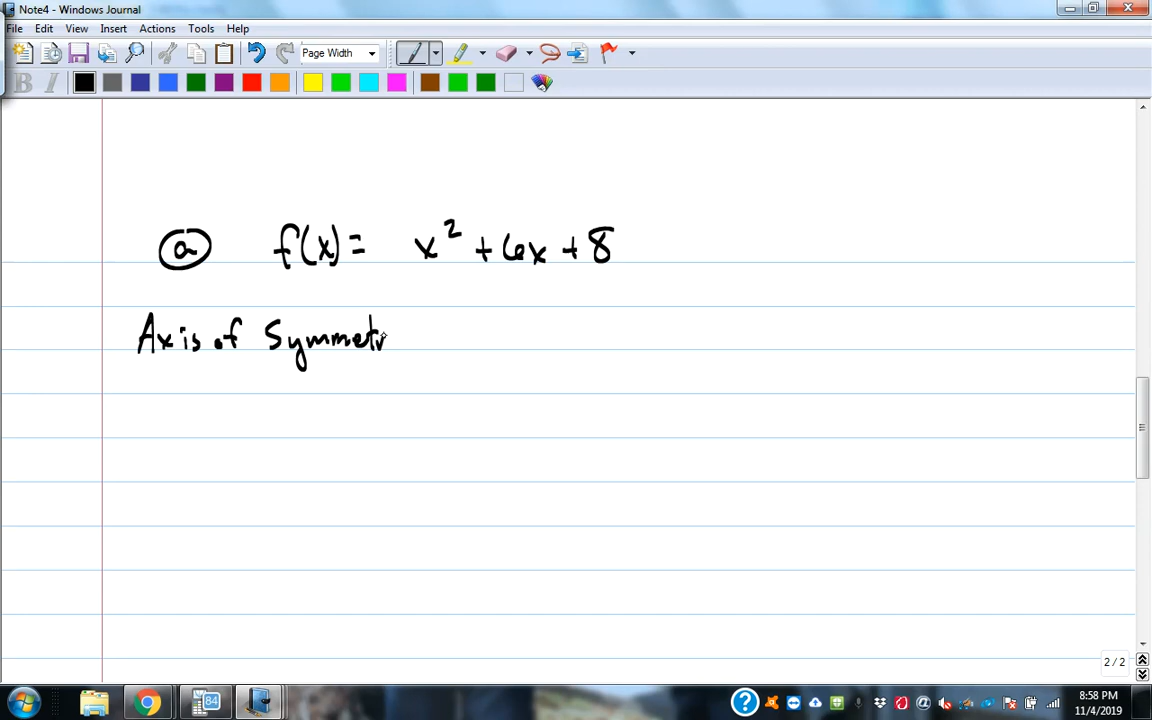 Note4 - Windows Journal
File Edit View Insert Actions Tools Help
Page Width
B I
a f(x) = x² + 6x + 8
Axis of Symmetr
2 / 2
84
8:58 PM
11/4/2019